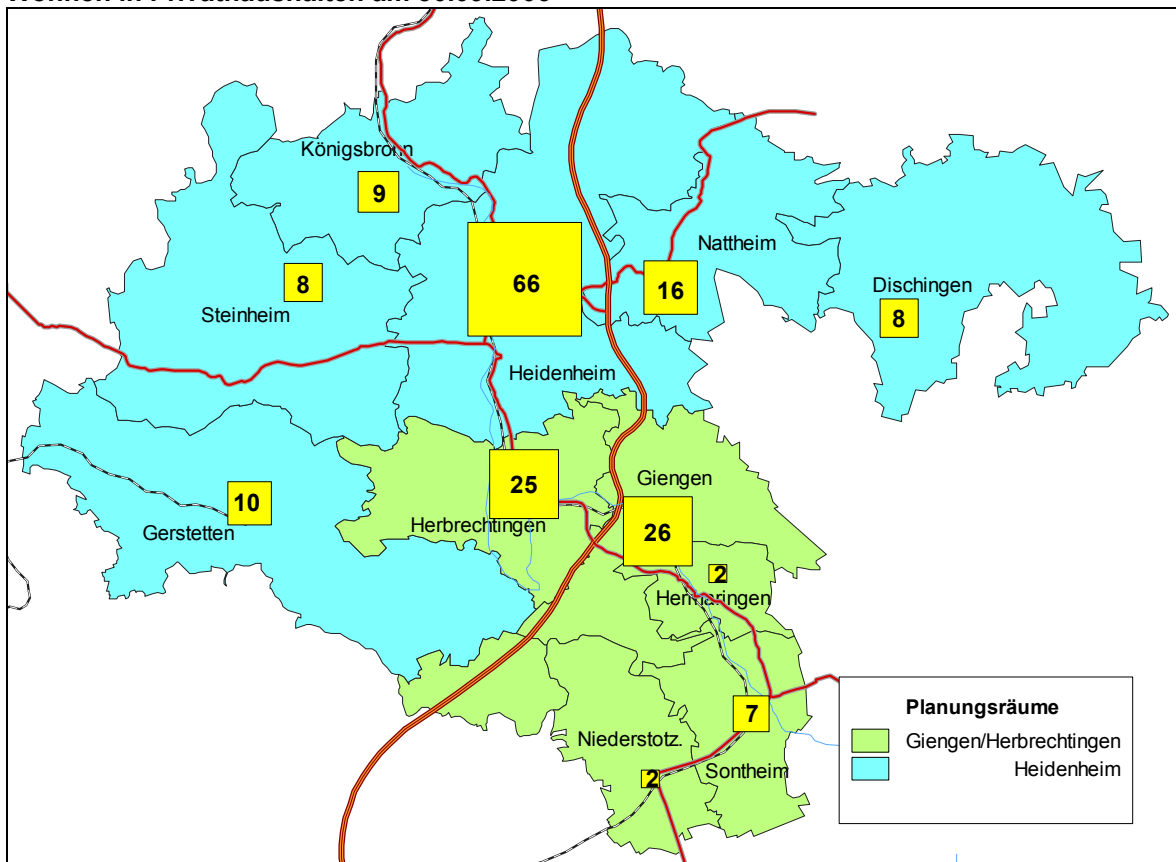 Königsbronn
9
66
Nattheim
16
8
Steinheim
Dischingen
8
Heidenheim
25
Giengen
10
Herbrechtingen
26
Gerstetten
2
Hermaringen
7
Niederstotz.
2
Sontheim
Planungsräume
Giengen/Herbrechtingen
Heidenheim